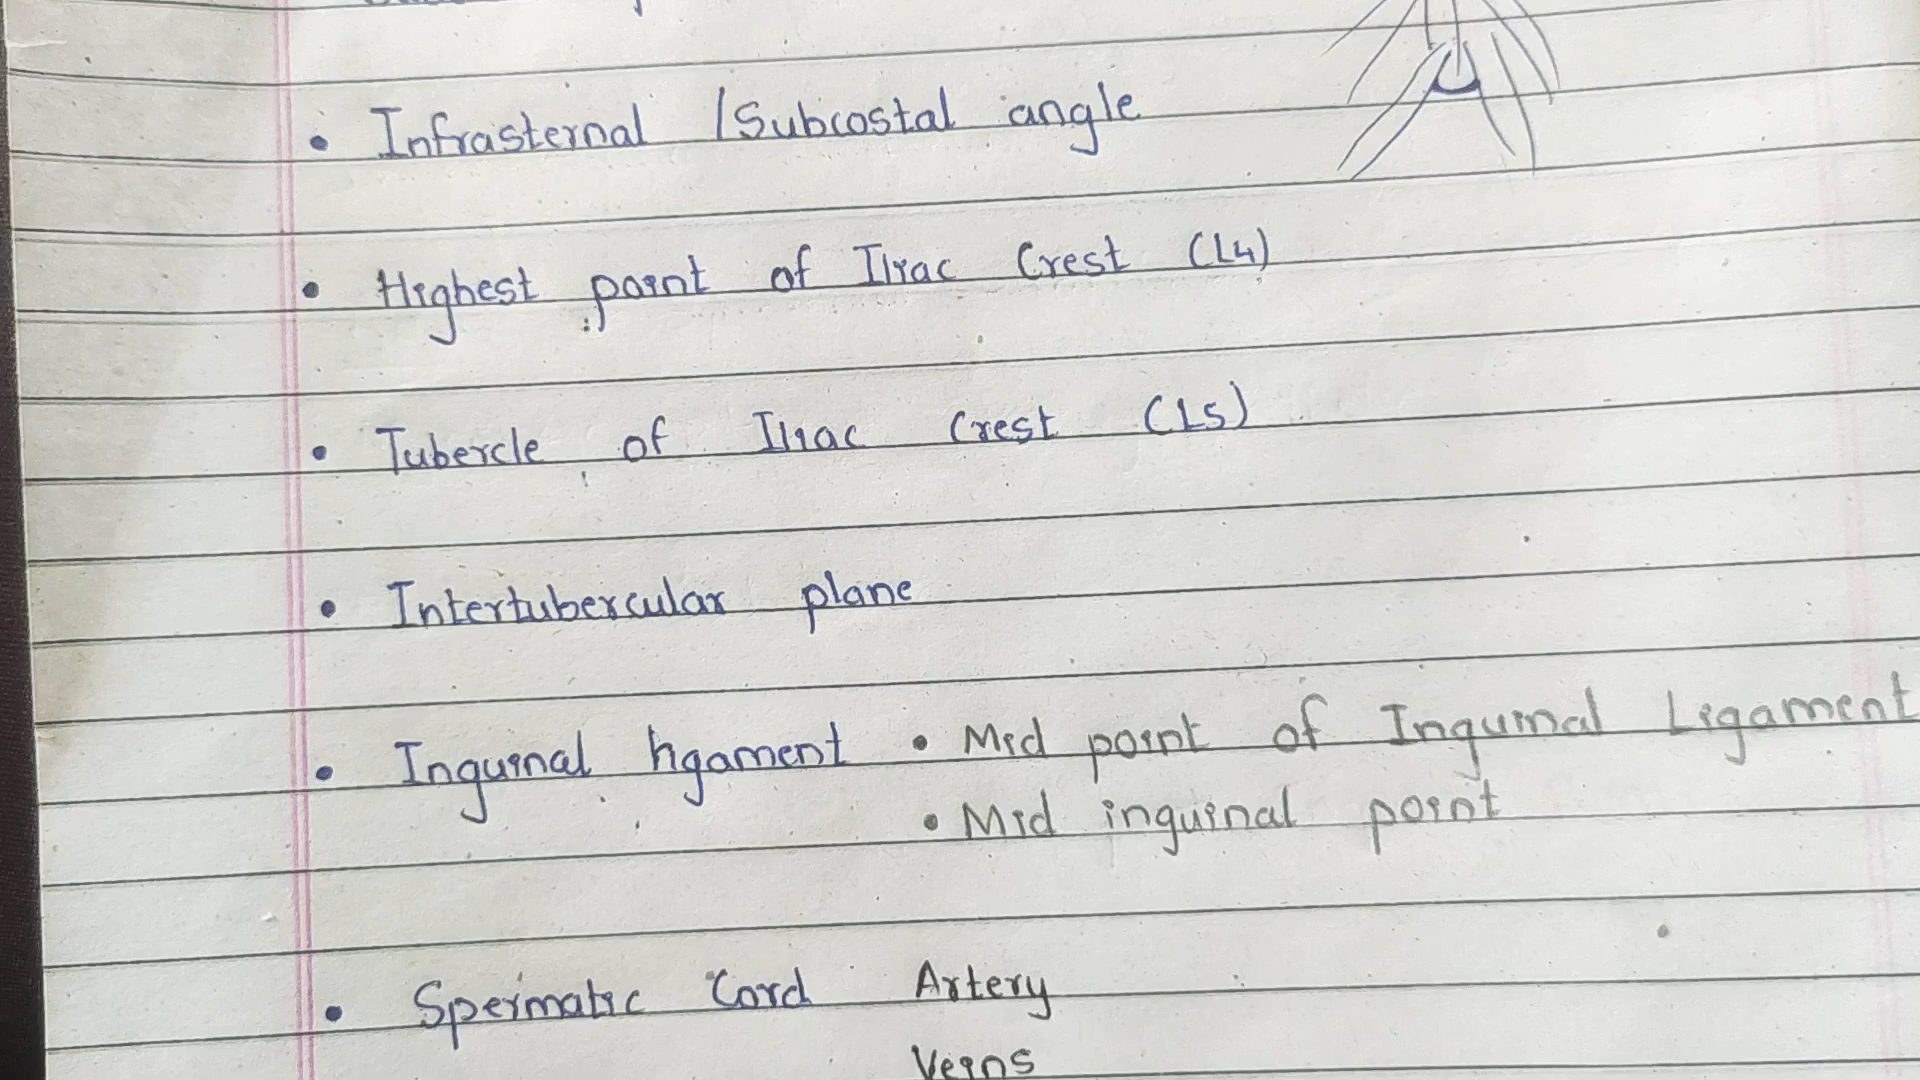 • Infrasternal /Subcostal angle
• Highest point of Iliac Crest (L4)
• Tubercle of Iliac Crest (L5)
• Intertubercular plane
• Inguinal ligament • Mid point of Inguinal Ligament
• Mid inguinal point
• Spermatic Cord Artery
Veins